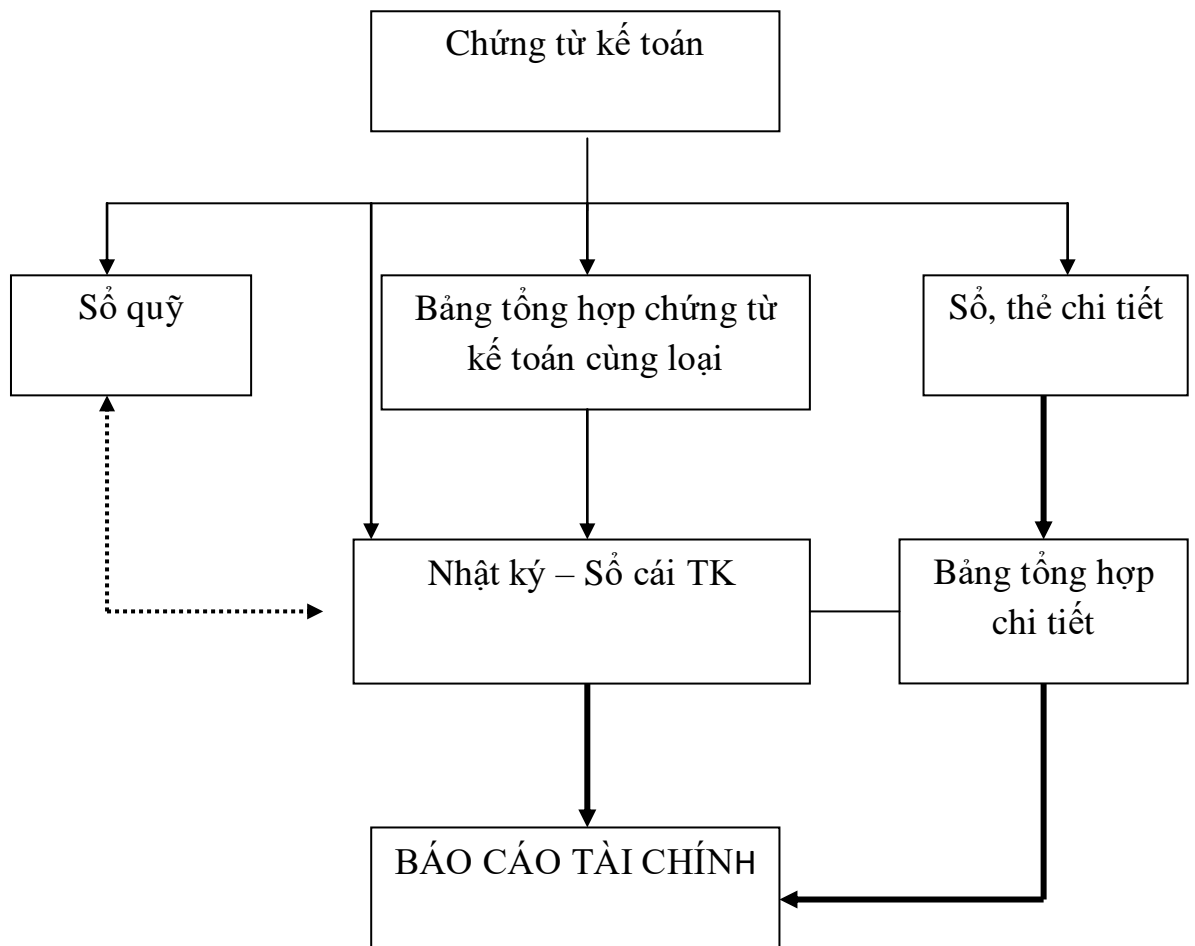 Chứng từ kế toán
Sổ quỹ
Bảng tổng hợp chứng từ
kế toán cùng loại
Sổ, thẻ chi tiết
Nhật ký – Sổ cái TK
Bảng tổng hợp
chi tiết
BÁO CÁO TÀI CHÍNH